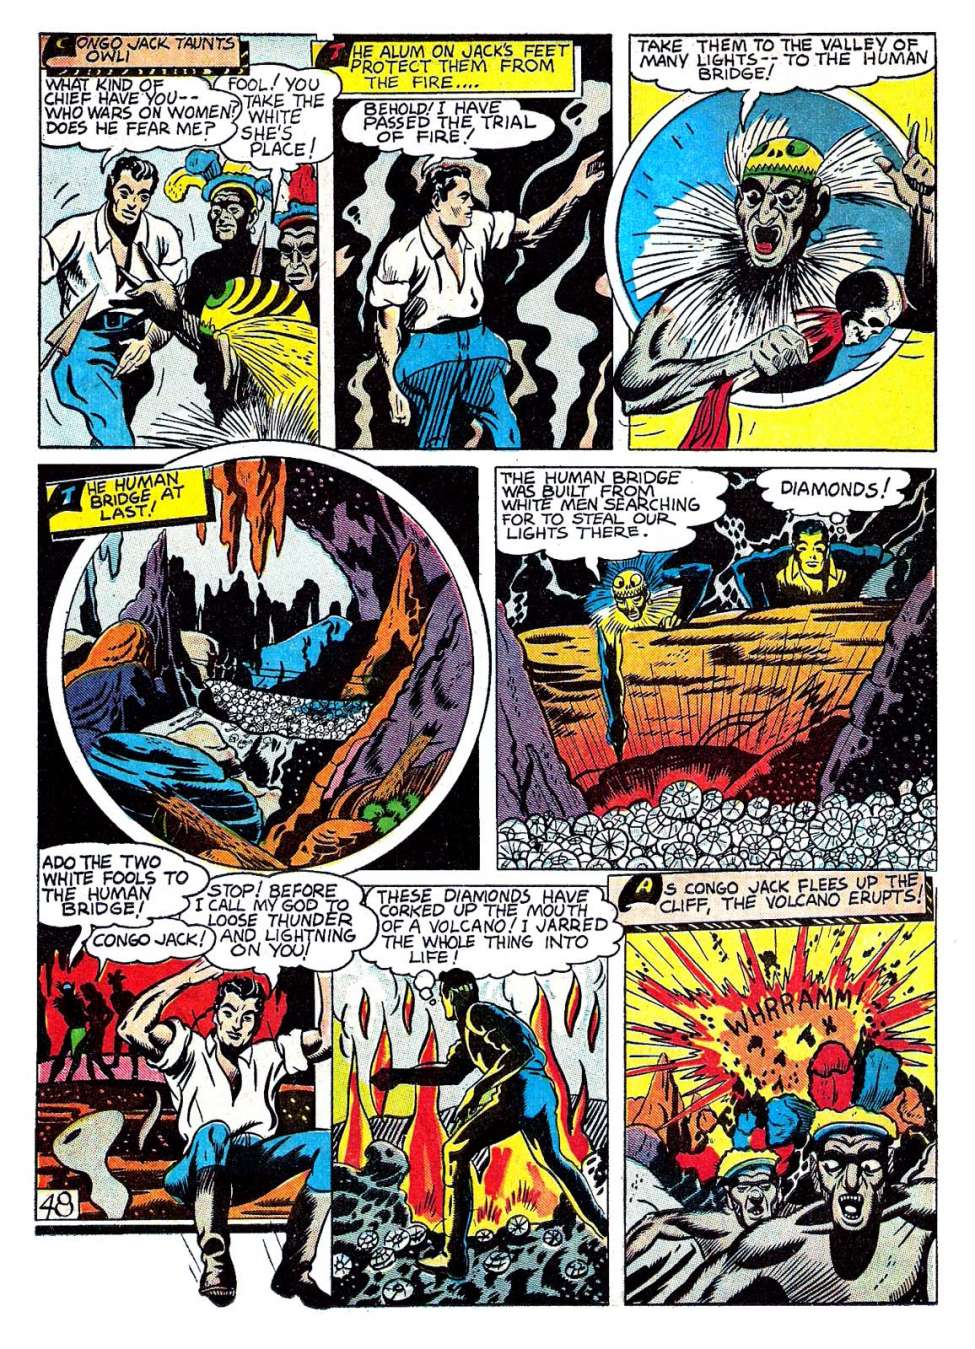 CONGO JACK TAUNTS
OWLI
WHAT KIND OF
CHIEF HAVE YOU--
WHO WARS ON WOMEN?
DOES HE FEAR ME?
FOOL! YOU
TAKE THE
WHITE
SHE'S
PLACE!
THE ALUM ON JACK'S FEET
PROTECT THEM FROM
THE FIRE....
BEHOLD! I HAVE
PASSED THE TRIAL
OF FIRE!
TAKE THEM TO THE VALLEY OF
MANY LIGHTS-- TO THE HUMAN
BRIDGE!
THE HUMAN
BRIDGE, AT
LAST!
THE HUMAN BRIDGE
WAS BUILT FROM
WHITE MEN SEARCHING
FOR TO STEAL OUR
LIGHTS THERE.
DIAMONDS!
ADO THE TWO
WHITE FOOLS TO
THE HUMAN
BRIDGE!
CONGO JACK!
STOP! BEFORE
I CALL MY GOD TO
LOOSE THUNDER
AND LIGHTNING
ON YOU!
THESE DIAMONDS HAVE
CORKED UP THE MOUTH
OF A VOLCANO! I JARRED
THE WHOLE THING INTO
LIFE!
AS CONGO JACK FLEES UP THE
CLIFF, THE VOLCANO ERUPTS!
WHRRAMM!
48